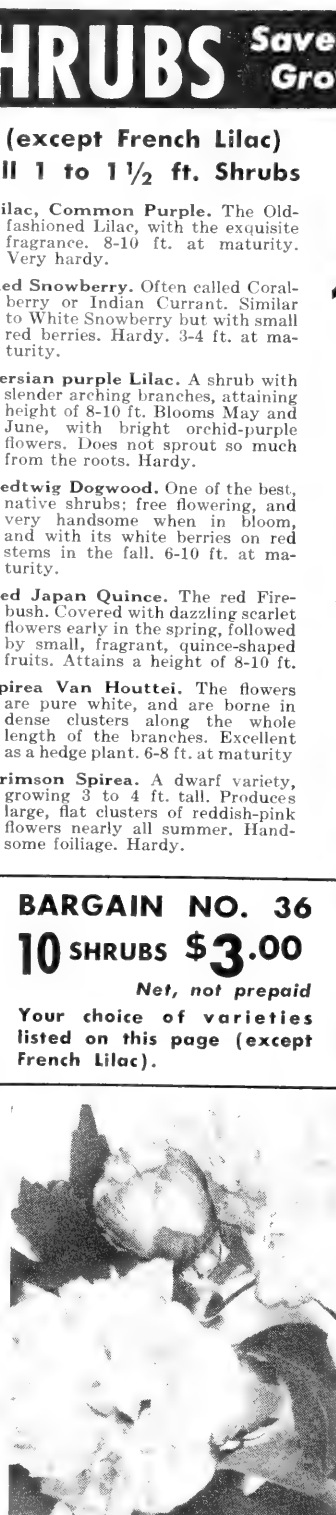 HRUBS Save
Gro
(except French Lilac)
ll 1 to 1½ ft. Shrubs
ilac, Common Purple. The Old-
fashioned Lilac, with the exquisite
fragrance. 8-10 ft. at maturity.
Very hardy.
ed Snowberry. Often called Coral-
berry or Indian Currant. Similar
to White Snowberry but with small
red berries. Hardy. 3-4 ft. at ma-
turity.
ersian purple Lilac. A shrub with
slender arching branches, attaining
height of 8-10 ft. Blooms May and
June, with bright orchid-purple
flowers. Does not sprout so much
from the roots. Hardy.
edtwig Dogwood. One of the best,
native shrubs; free flowering, and
very handsome when in bloom,
and with its white berries on red
stems in the fall. 6-10 ft. at ma-
turity.
ed Japan Quince. The red Fire-
bush. Covered with dazzling scarlet
flowers early in the spring, followed
by small, fragrant, quince-shaped
fruits. Attains a height of 8-10 ft.
pirea Van Houttei. The flowers
are pure white, and are borne in
dense clusters along the whole
length of the branches. Excellent
as a hedge plant. 6-8 ft. at maturity
rimson Spirea. A dwarf variety,
growing 3 to 4 ft. tall. Produces
large, flat clusters of reddish-pink
flowers nearly all summer. Hand-
some foiliage. Hardy.
BARGAIN NO. 36
10 SHRUBS $3.00
Net, not prepaid
Your choice of varieties
listed on this page (except
French Lilac).